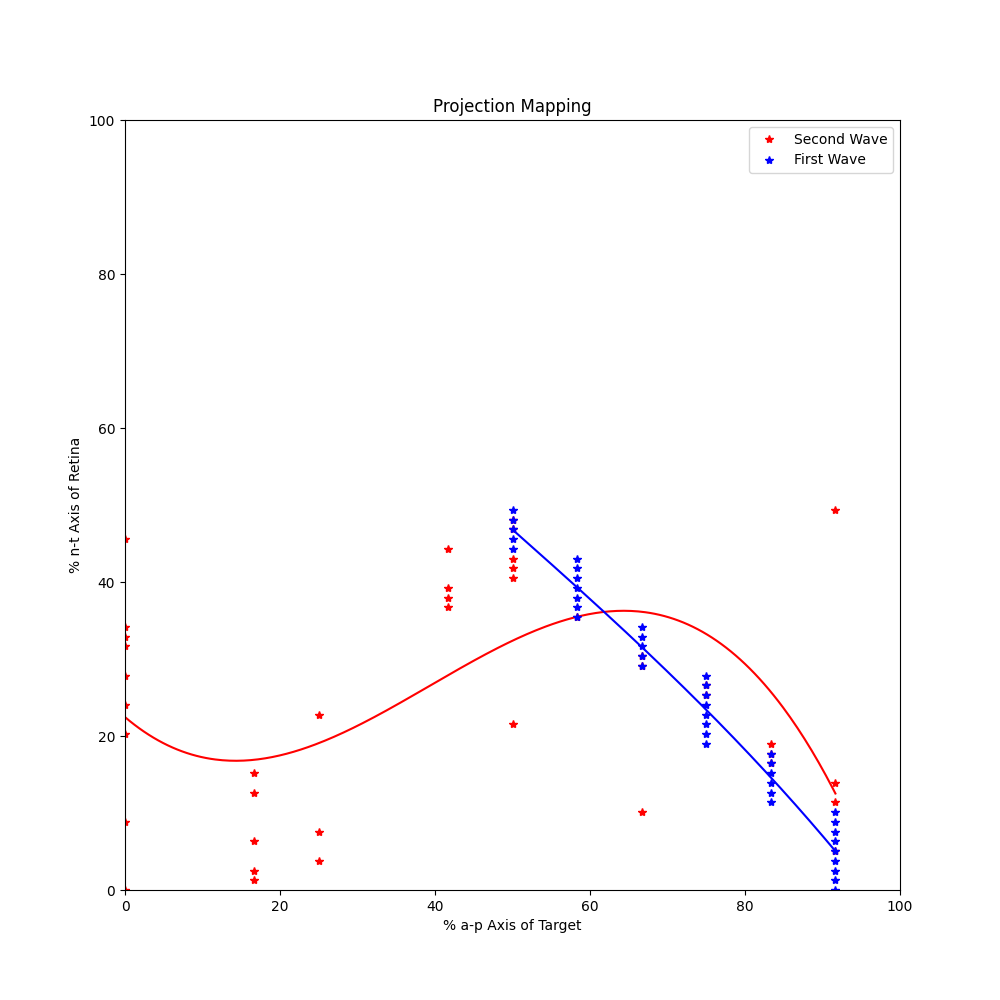 Projection Mapping
100
80
60
40
20
0
% n-t Axis of Retina
Second Wave
First Wave
0 20 40 60 80 100
% a-p Axis of Target